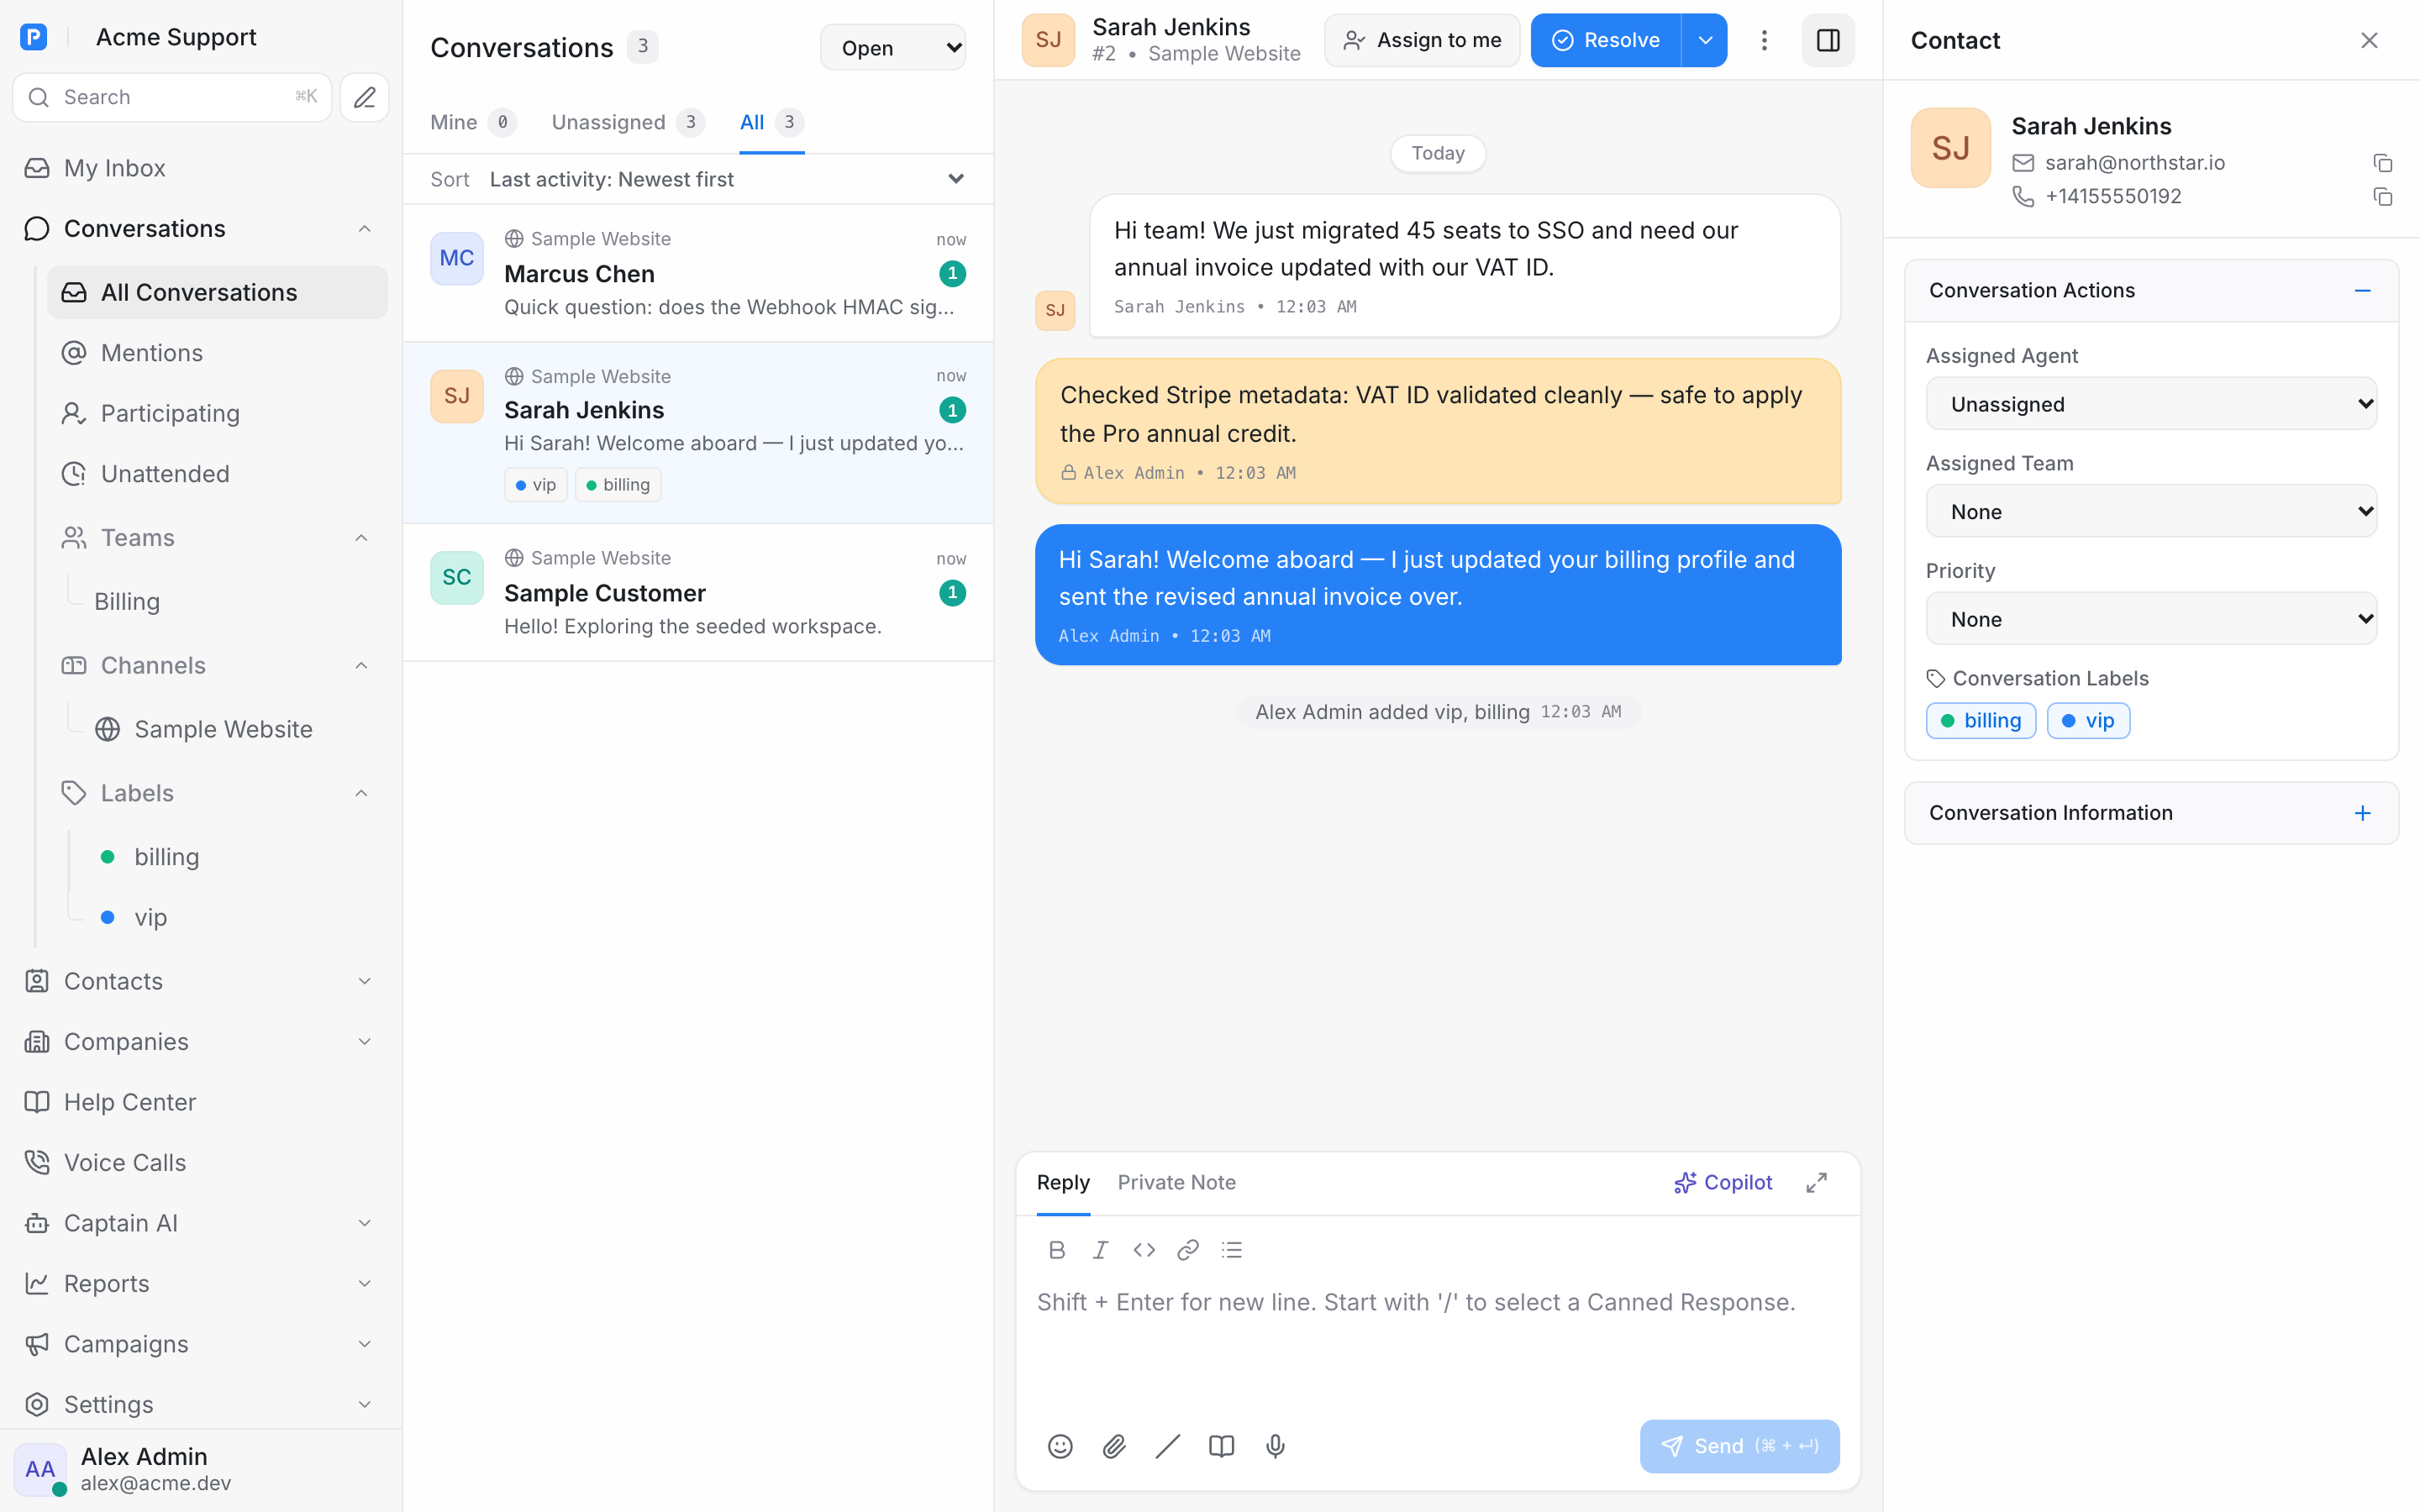 Acme Support
Search ⌘K
My Inbox
Conversations
All Conversations
Mentions
Participating
Unattended
Teams
Billing
Channels
Sample Website
Labels
billing
vip
Contacts
Companies
Help Center
Voice Calls
Captain AI
Reports
Campaigns
Settings
AA
Alex Admin
alex@acme.dev
Conversations 3
Open
Mine 0 Unassigned 3 All 3
Sort Last activity: Newest first
MC
Sample Website now
Marcus Chen 1
Quick question: does the Webhook HMAC sig...
SJ
Sample Website now
Sarah Jenkins 1
Hi Sarah! Welcome aboard — I just updated yo...
vip billing
SC
Sample Website now
Sample Customer 1
Hello! Exploring the seeded workspace.
SJ
Sarah Jenkins
#2 • Sample Website
Assign to me
Resolve
Today
Hi team! We just migrated 45 seats to SSO and need our
annual invoice updated with our VAT ID.
SJ
Sarah Jenkins • 12:03 AM
Checked Stripe metadata: VAT ID validated cleanly — safe to apply
the Pro annual credit.
Alex Admin • 12:03 AM
Hi Sarah! Welcome aboard — I just updated your billing profile and
sent the revised annual invoice over.
Alex Admin • 12:03 AM
Alex Admin added vip, billing 12:03 AM
Reply Private Note Copilot
Shift + Enter for new line. Start with '/' to select a Canned Response.
Send (⌘ + ↵)
Contact
SJ
Sarah Jenkins
sarah@northstar.io
+14155550192
Conversation Actions
Assigned Agent
Unassigned
Assigned Team
None
Priority
None
Conversation Labels
billing vip
Conversation Information